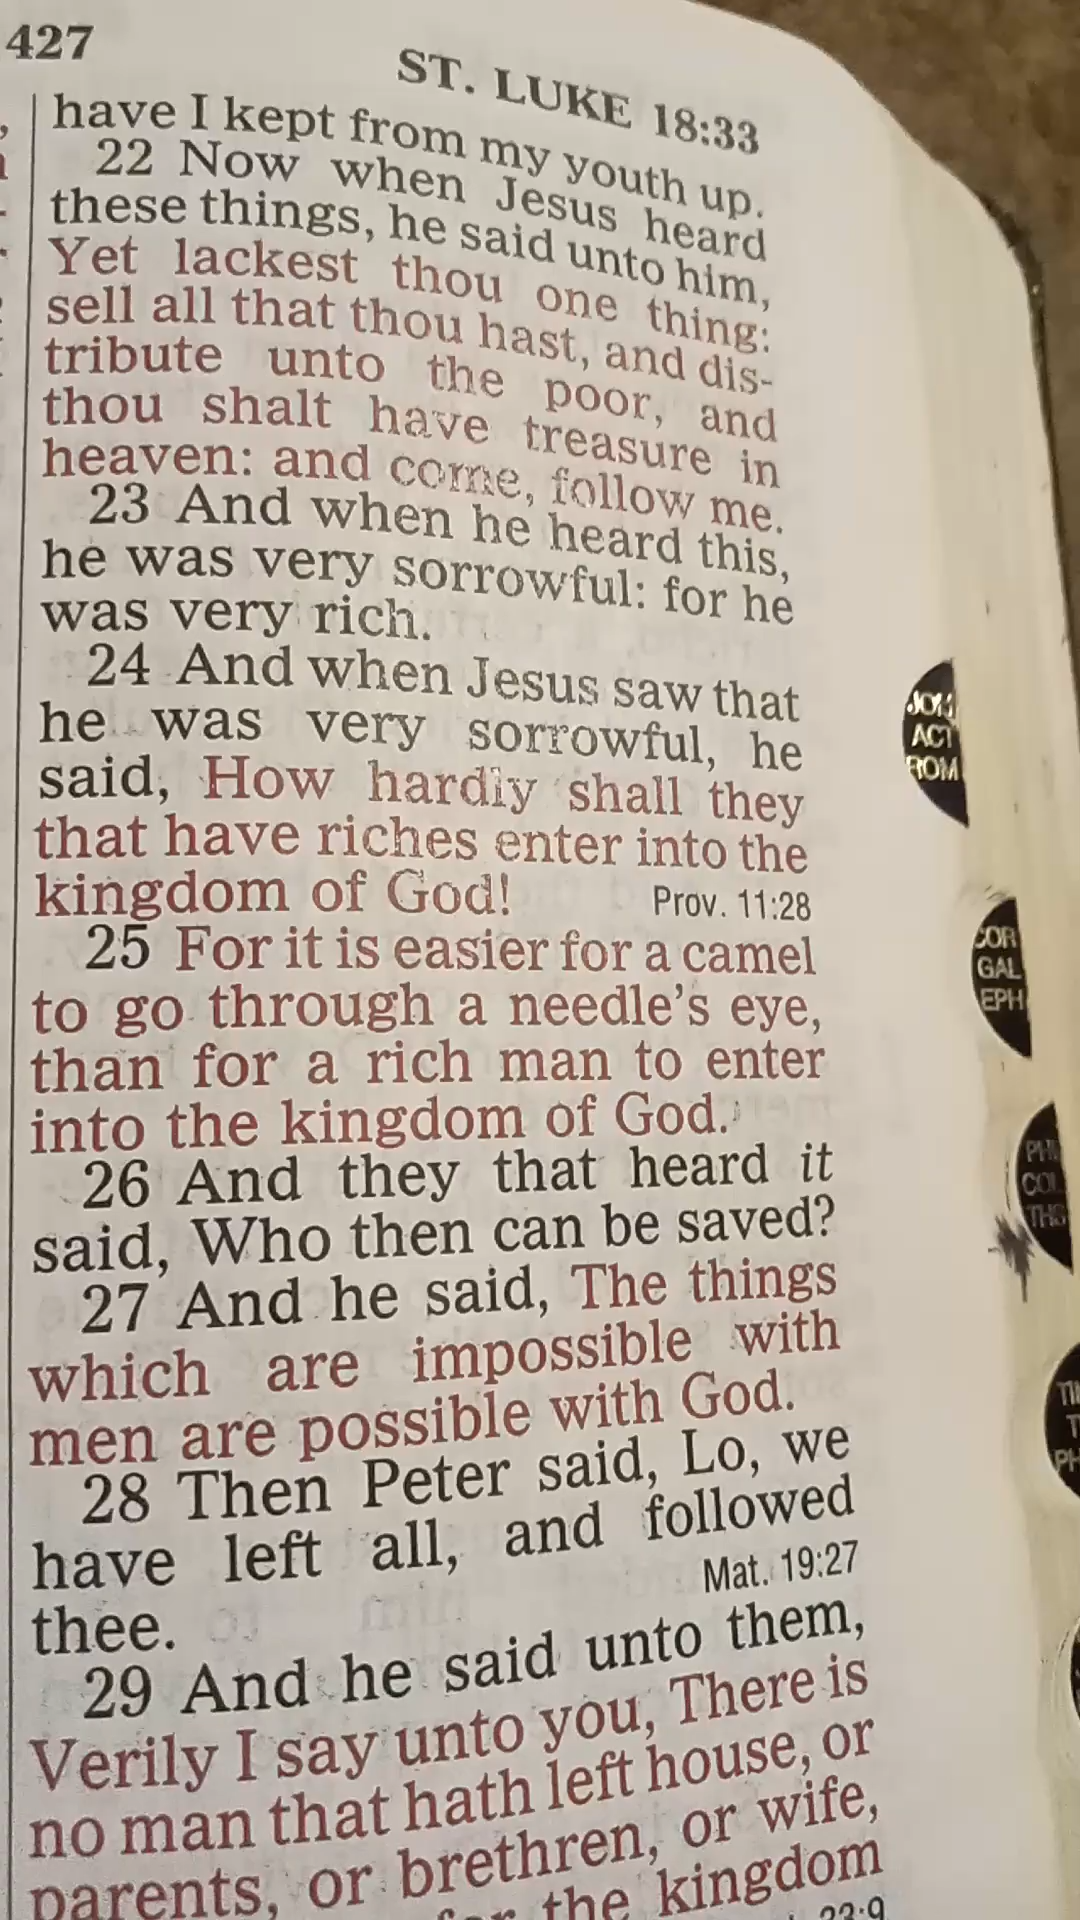 427
ST. LUKE 18:33
have I kept from my youth up.
22 Now when Jesus heard
these things, he said unto him,
Yet lackest thou one thing:
sell all that thou hast, and dis-
tribute unto the poor, and
thou shalt have treasure in
heaven: and come, follow me.
23 And when he heard this,
he was very sorrowful: for he
was very rich.
24 And when Jesus saw that
he was very sorrowful, he
said, How hardly shall they
that have riches enter into the
kingdom of God! Prov. 11:28
25 For it is easier for a camel
to go through a needle's eye,
than for a rich man to enter
into the kingdom of God.
26 And they that heard it
said, Who then can be saved?
27 And he said, The things
which are impossible with
men are possible with God.
28 Then Peter said, Lo, we
have left all, and followed
thee. Mat. 19:27
29 And he said unto them,
Verily I say unto you, There is
no man that hath left house, or
parents, or brethren, or wife,
the kingdom
ACT
ROM
COR
GAL
EPH
COL